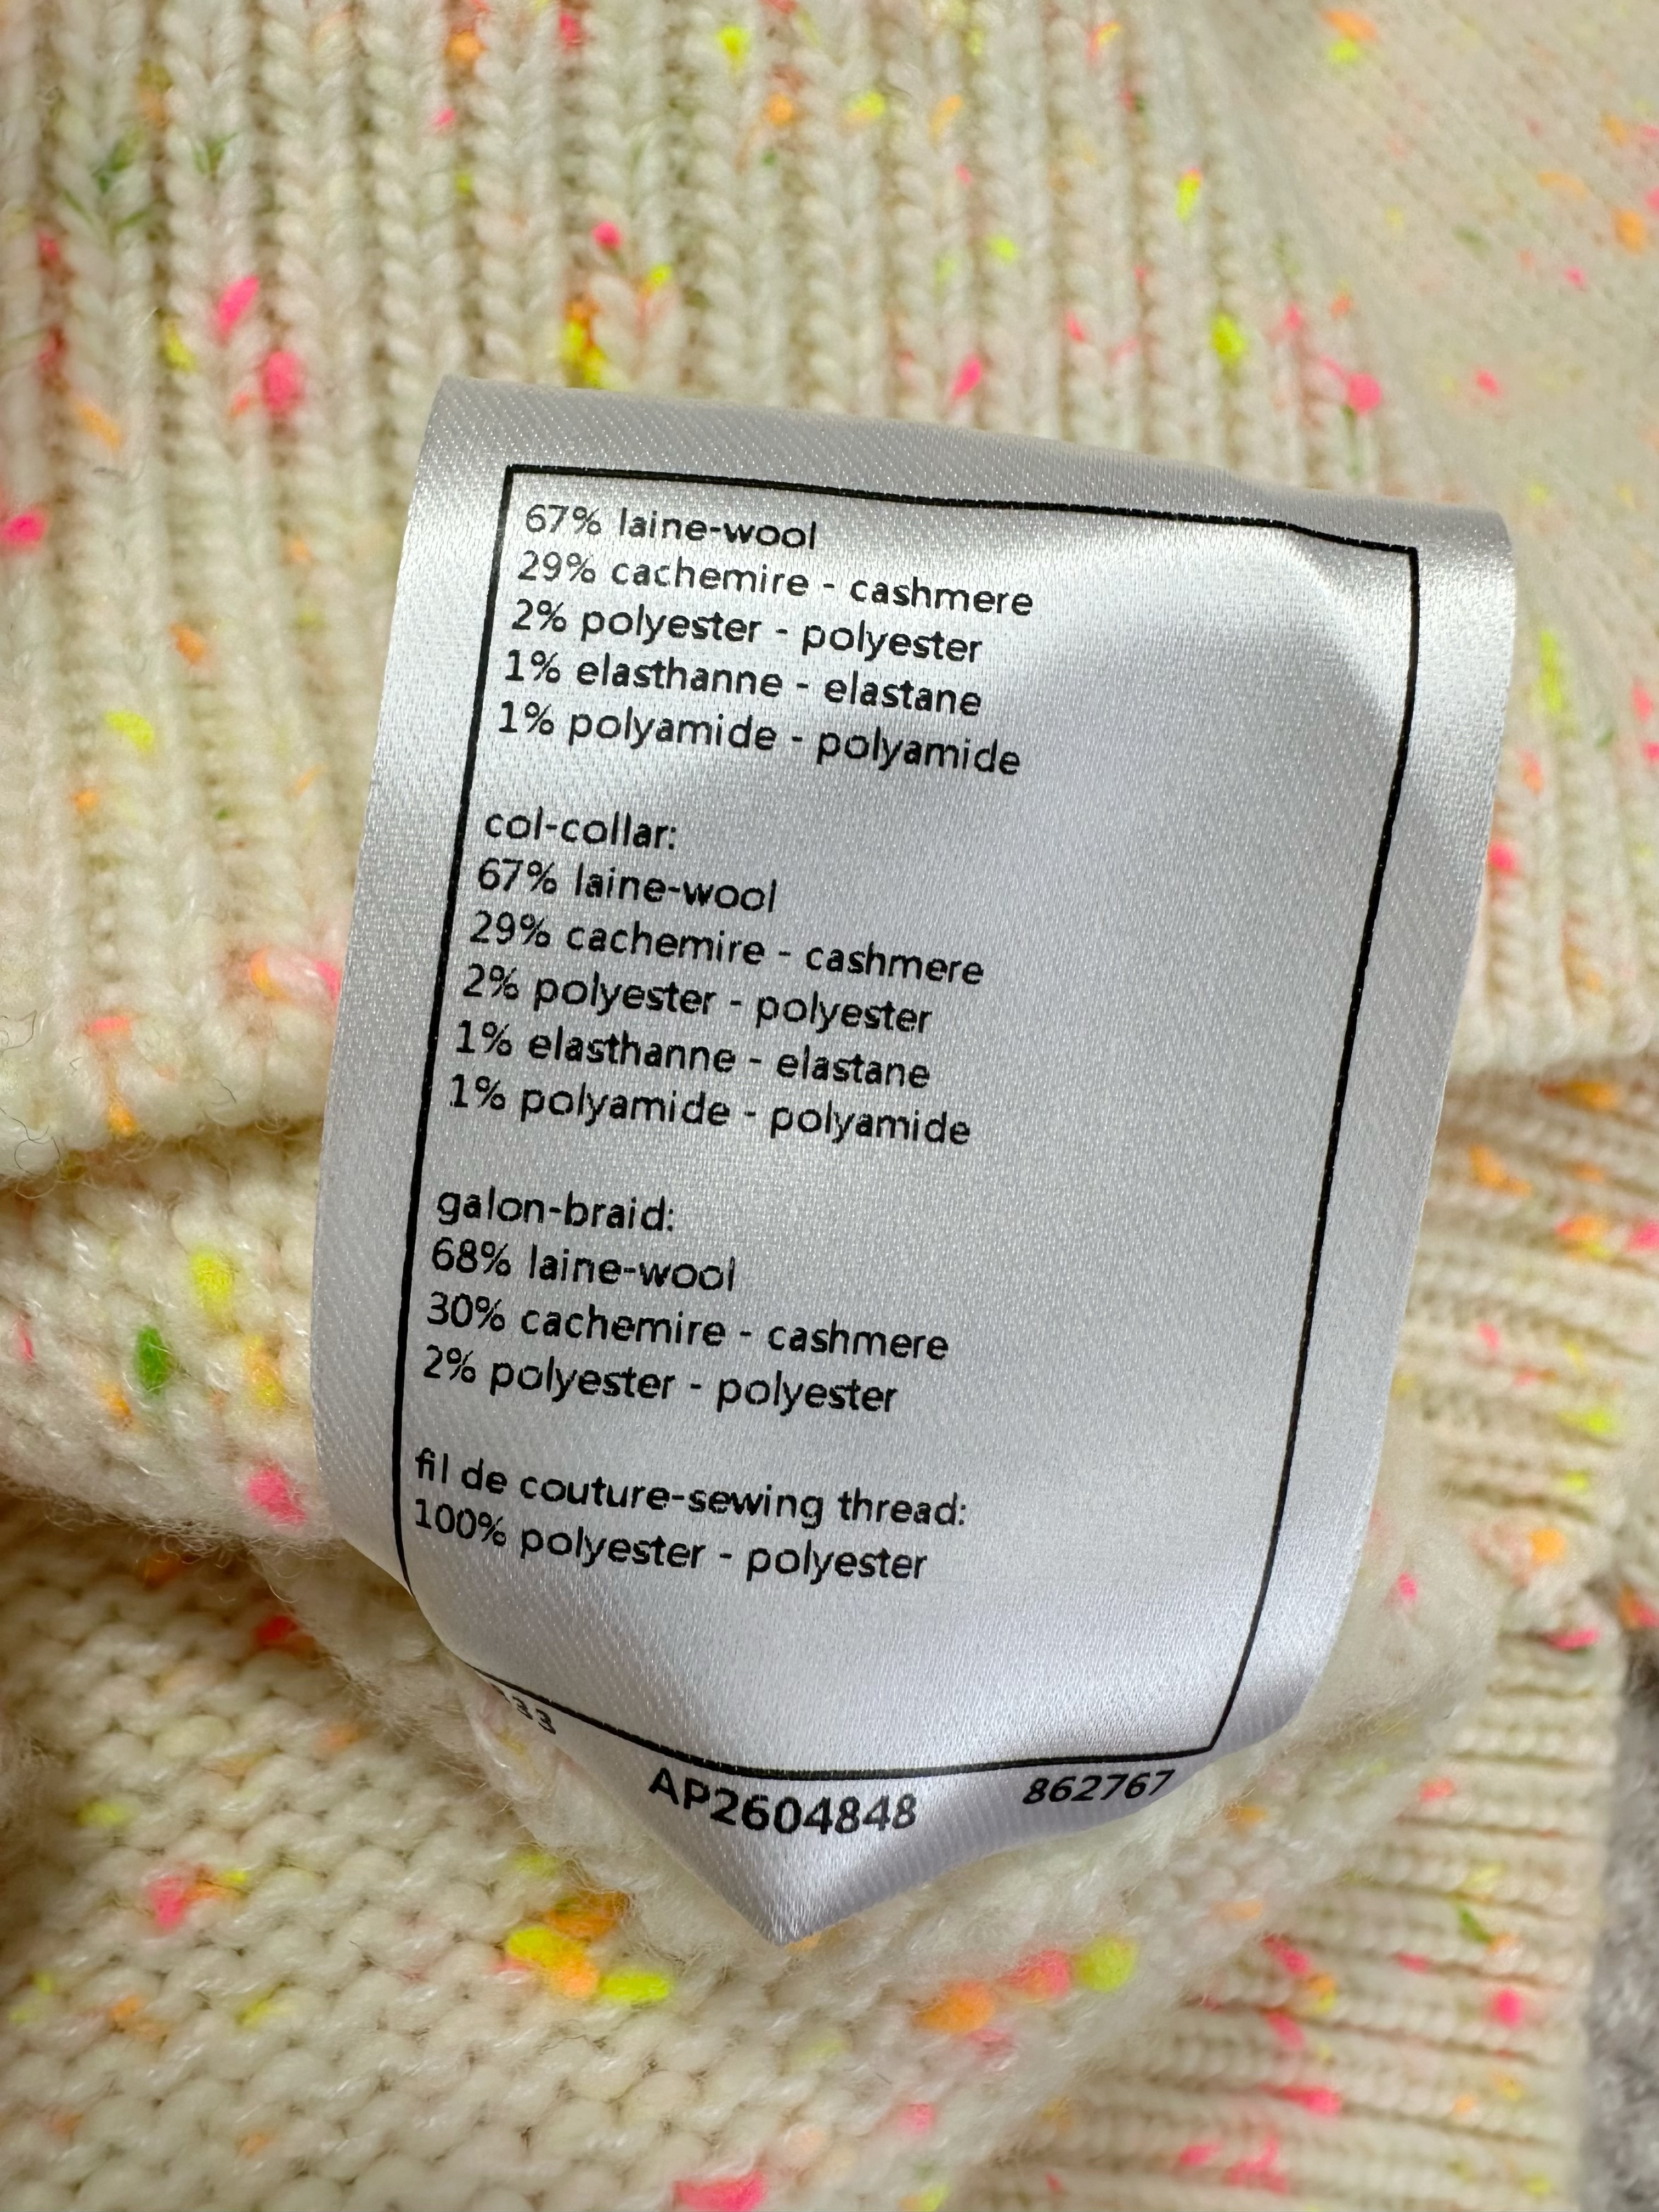 67% laine-wool
29% cachemire - cashmere
2% polyester - polyester
1% elasthanne - elastane
1% polyamide - polyamide
col-collar:
67% laine-wool
29% cachemire - cashmere
2% polyester - polyester
1% elasthanne - elastane
1% polyamide - polyamide
galon-braid:
68% laine-wool
30% cachemire - cashmere
2% polyester - polyester
fil de couture-sewing thread:
100% polyester - polyester
AP2604848 862767